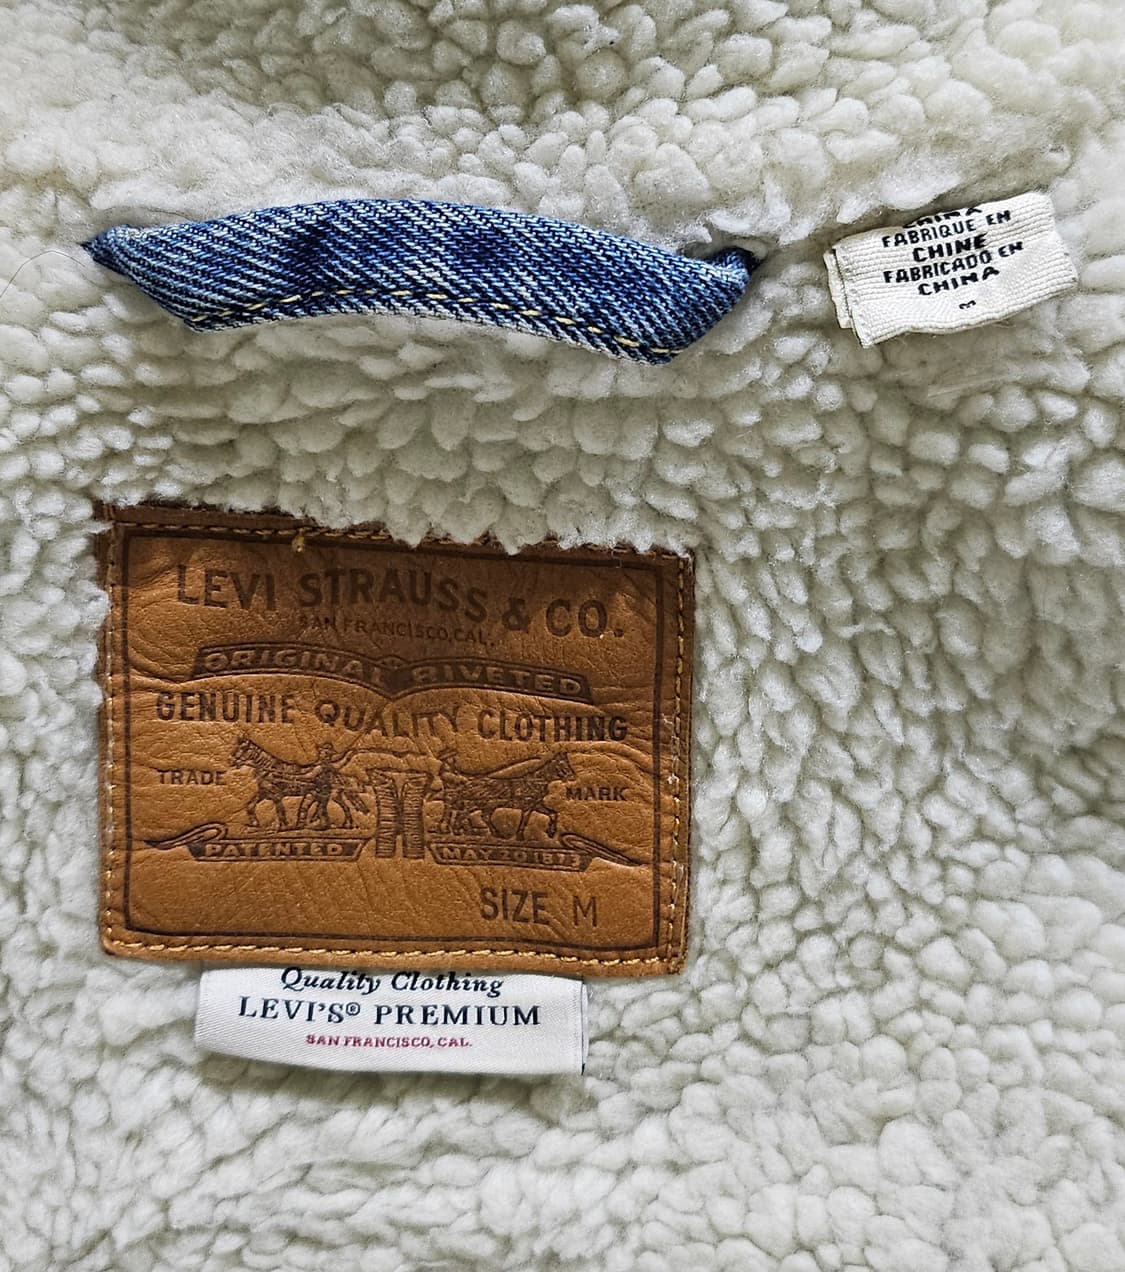 CHINA
FABRIQUE EN
CHINE
FABRICADO EN
CHINA
LEVI STRAUSS & CO.
SAN FRANCISCO, CAL.
ORIGINAL RIVETED
GENUINE QUALITY CLOTHING
TRADE MARK
PATENTED MAY 20 1873
SIZE M
Quality Clothing
LEVI'S® PREMIUM
SAN FRANCISCO, CAL.